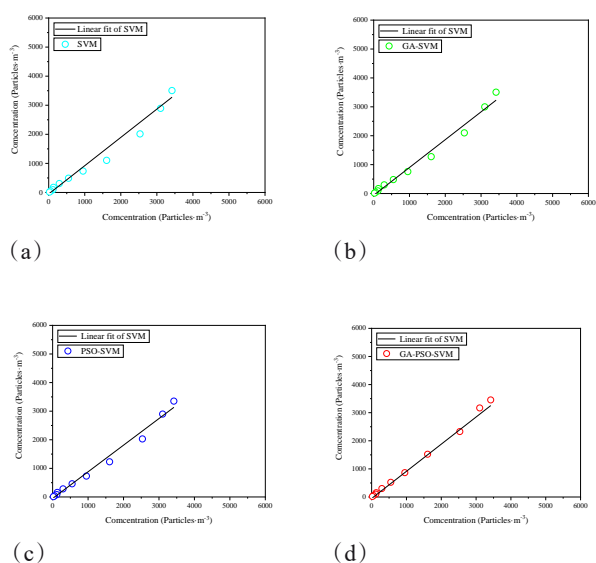 Linear fit of SVM
SVM
6000
5000
4000
3000
2000
1000
0
Comcentration (Particles·m⁻³)
0 1000 2000 3000 4000 5000 6000
Comcentration (Particles·m⁻³)
(a)
Linear fit of SVM
GA-SVM
6000
5000
4000
3000
2000
1000
0
Comcentration (Particles·m⁻³)
0 1000 2000 3000 4000 5000 6000
Comcentration (Particles·m⁻³)
(b)
Linear fit of SVM
PSO-SVM
6000
5000
4000
3000
2000
1000
0
Comcentration (Particles·m⁻³)
0 1000 2000 3000 4000 5000 6000
Comcentration (Particles·m⁻³)
(c)
Linear fit of SVM
GA-PSO-SVM
6000
5000
4000
3000
2000
1000
0
Comcentration (Particles·m⁻³)
0 1000 2000 3000 4000 5000 6000
Comcentration (Particles·m⁻³)
(d)